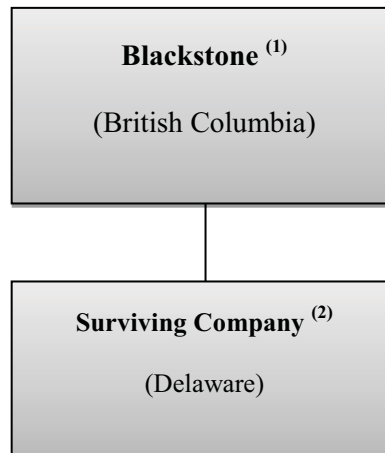 Blackstone (1)
(British Columbia)
Surviving Company (2)
(Delaware)